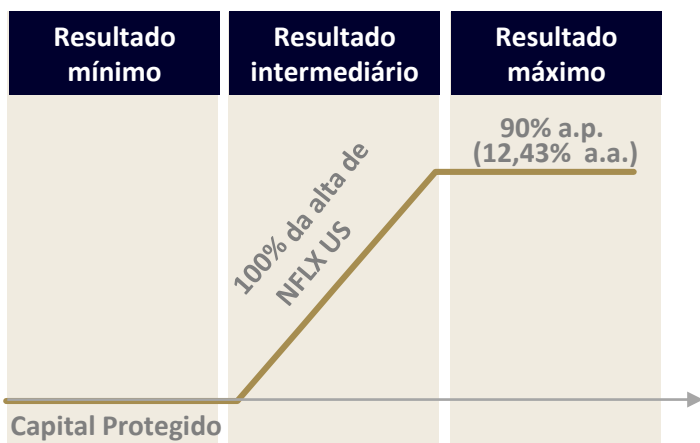 Resultado
mínimo
Resultado
intermediário
Resultado
máximo
90% a.p.
(12,43% a.a.)
100% da alta de
NFLX US
Capital Protegido